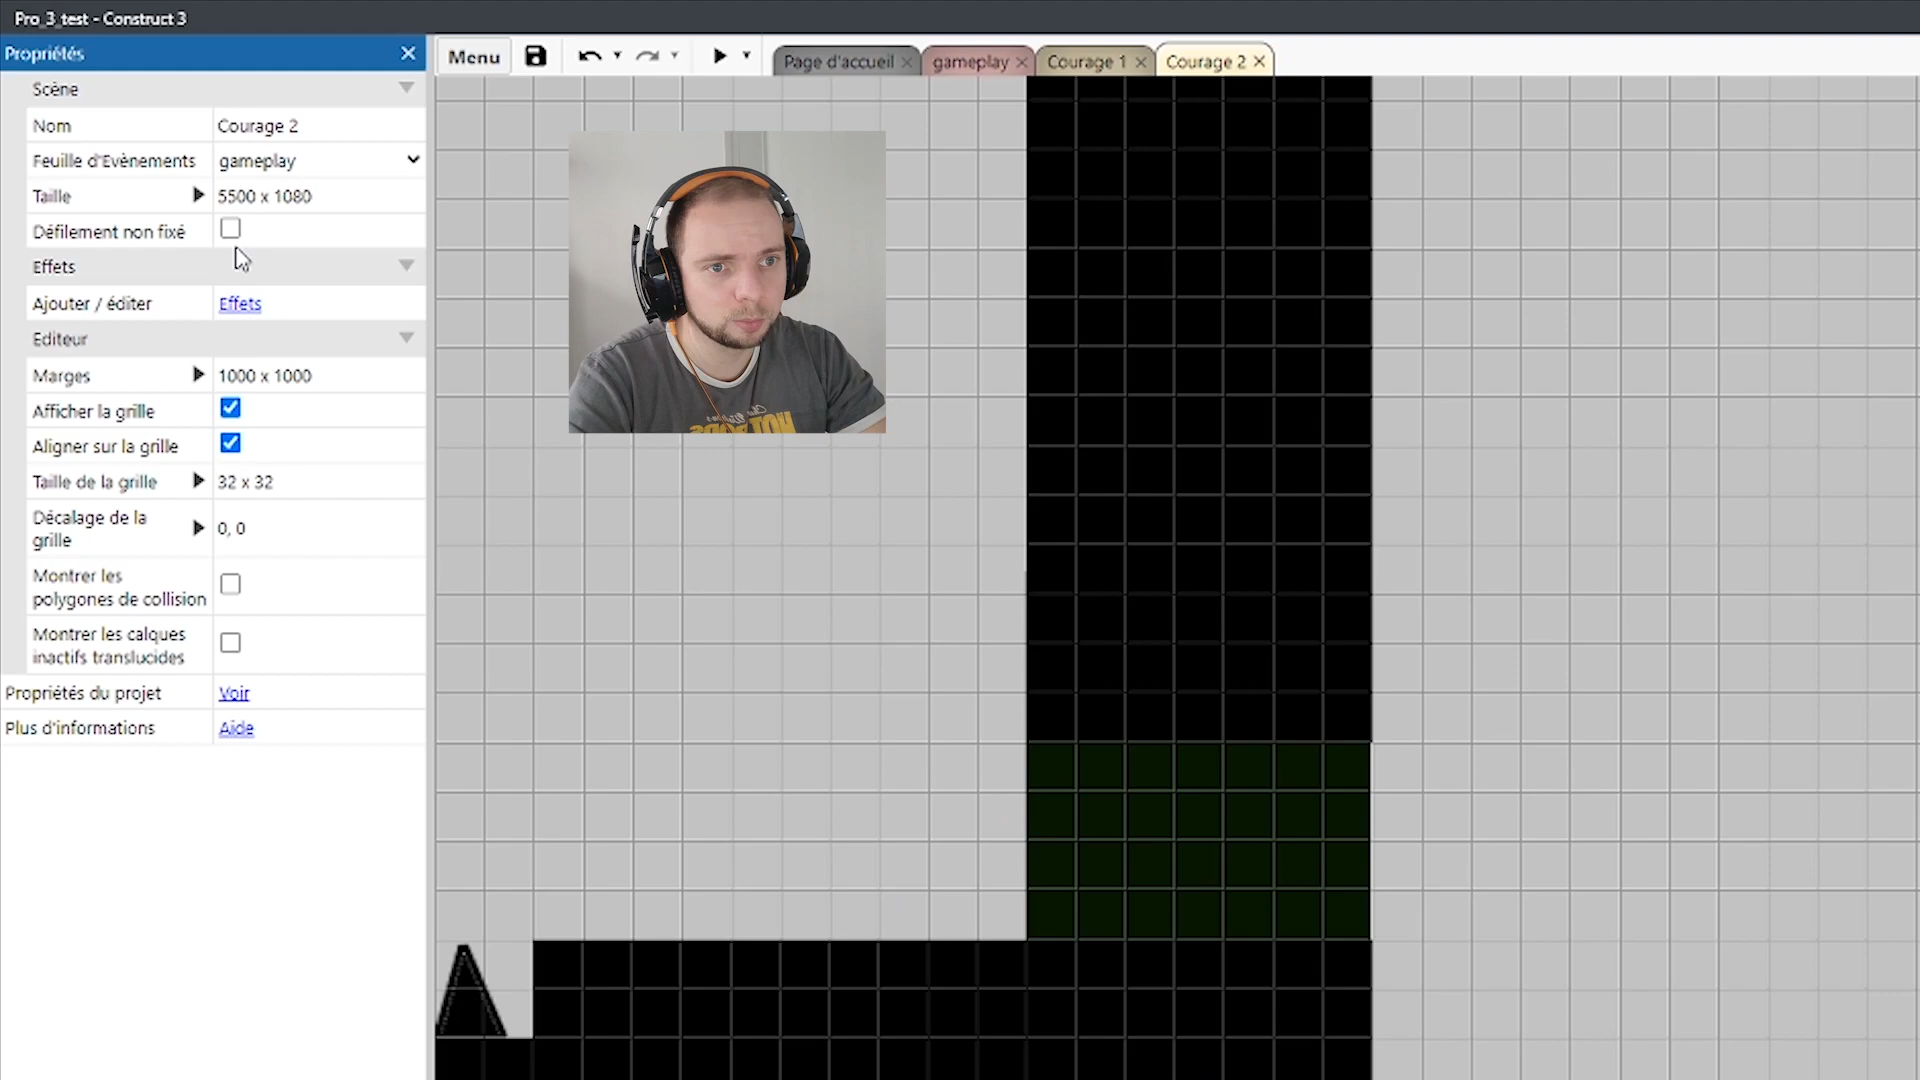 Pro_3_test - Construct 3
Propriétés
Menu
Page d'accueil
gameplay
Courage 1
Courage 2
Scène
Nom
Courage 2
Feuille d'Evènements
gameplay
Taille
5500 x 1080
Défilement non fixé
Effets
Ajouter / éditer
Effets
Editeur
Marges
1000 x 1000
Afficher la grille
Aligner sur la grille
Taille de la grille
32 x 32
Décalage de la
grille
0, 0
Montrer les
polygones de collision
Montrer les calques
inactifs translucides
Propriétés du projet
Voir
Plus d'informations
Aide